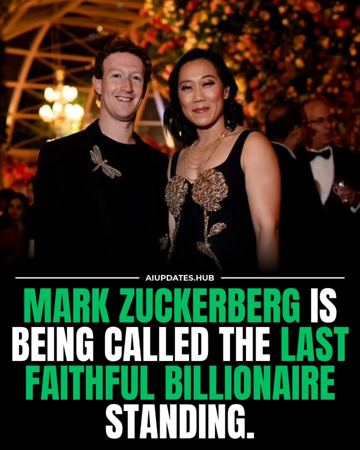 AIUPDATES.HUB
MARK ZUCKERBERG IS
BEING CALLED THE LAST
FAITHFUL BILLIONAIRE
STANDING.